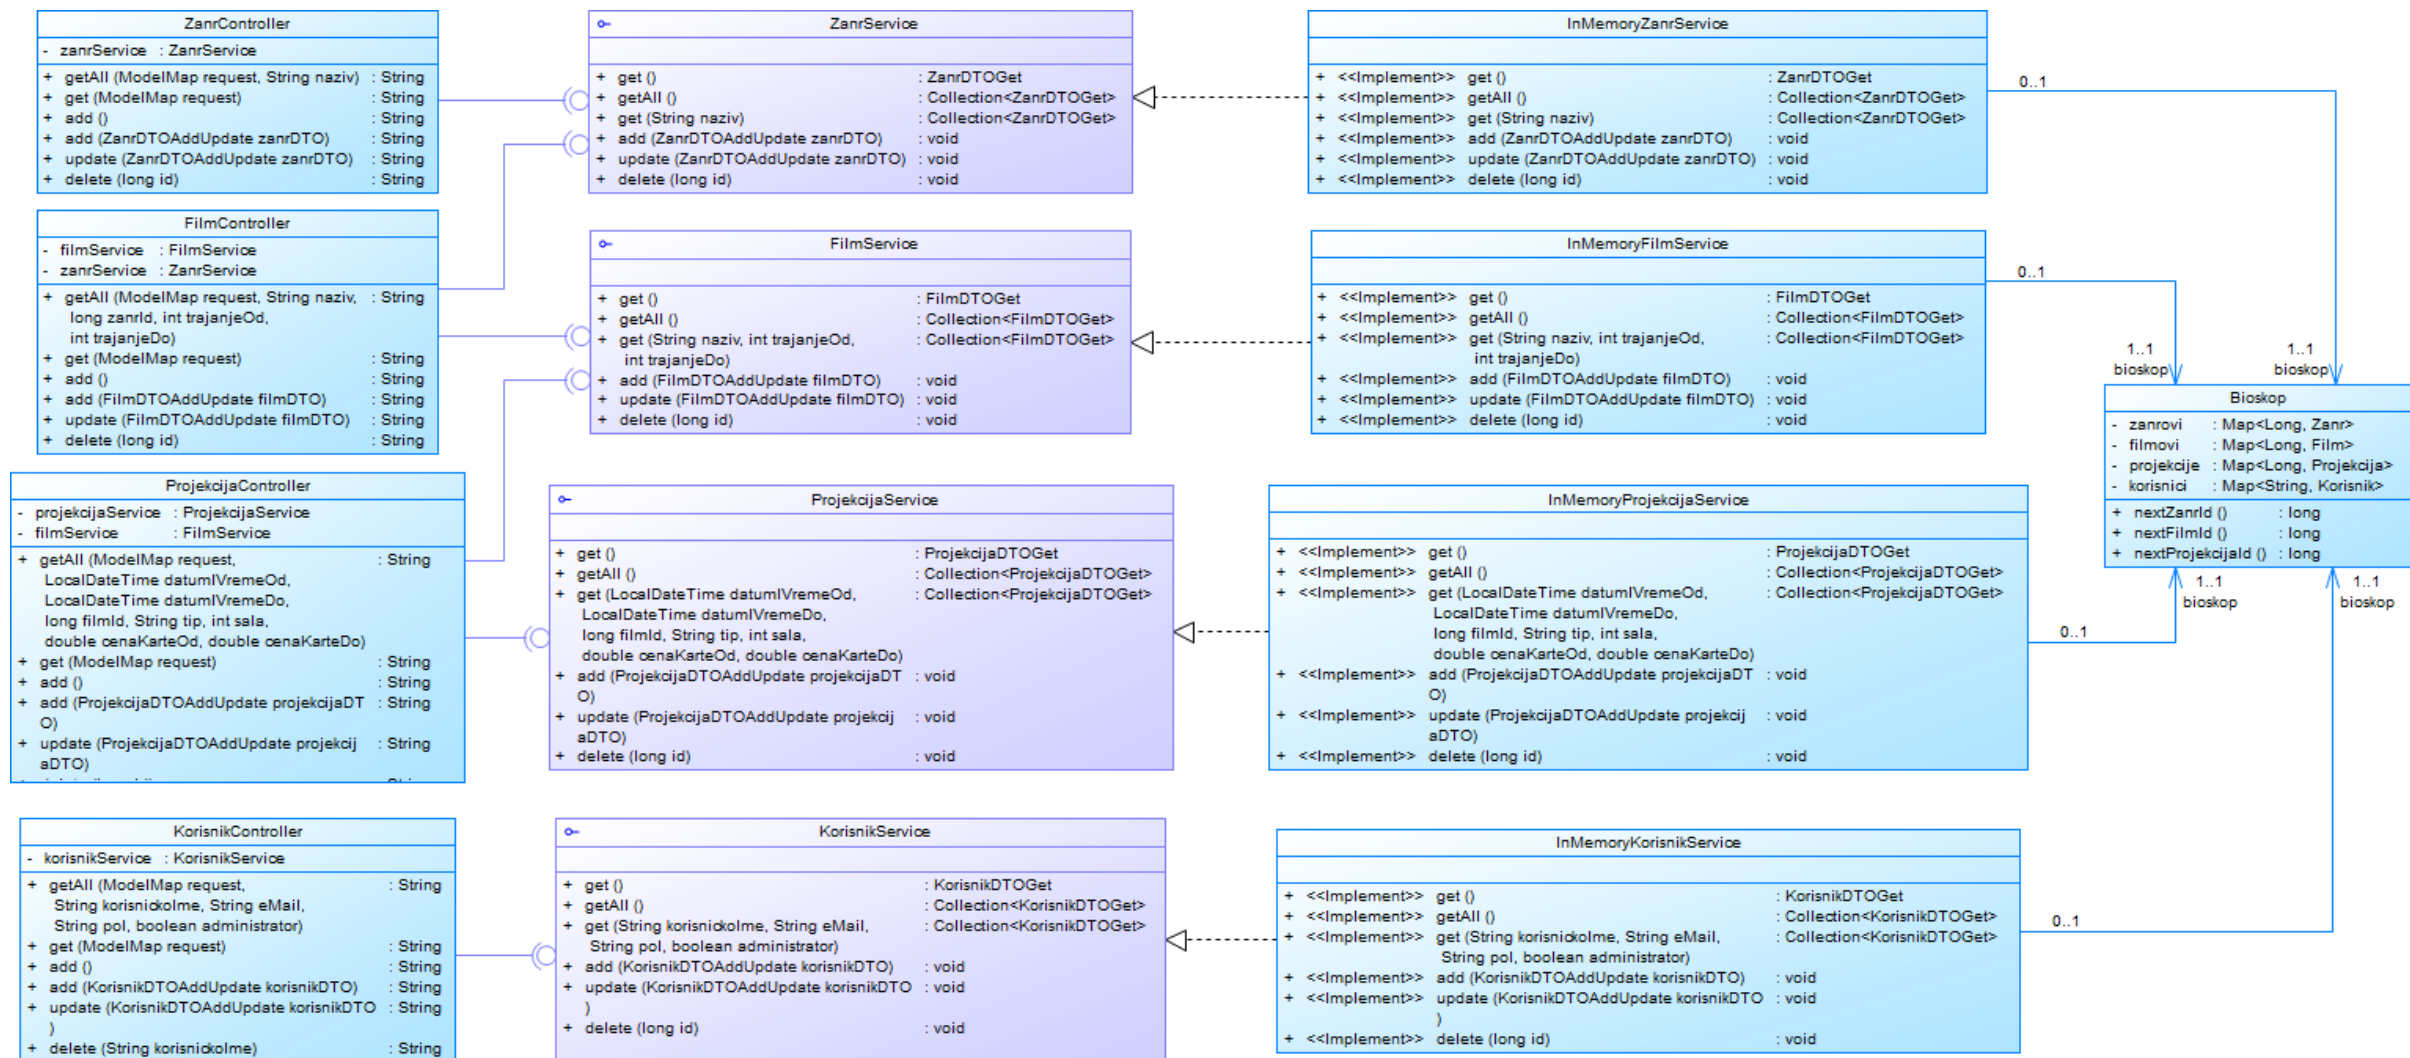 ZanrController
- zanrService : ZanrService
+ getAll (ModelMap request, String naziv) : String
+ get (ModelMap request) : String
+ add () : String
+ add (ZanrDTOAddUpdate zanrDTO) : String
+ update (ZanrDTOAddUpdate zanrDTO) : String
+ delete (long id) : String
ZanrService
+ get () : ZanrDTOGet
+ getAll () : Collection<ZanrDTOGet>
+ get (String naziv) : Collection<ZanrDTOGet>
+ add (ZanrDTOAddUpdate zanrDTO) : void
+ update (ZanrDTOAddUpdate zanrDTO) : void
+ delete (long id) : void
InMemoryZanrService
+ <<Implement>> get () : ZanrDTOGet
+ <<Implement>> getAll () : Collection<ZanrDTOGet>
+ <<Implement>> get (String naziv) : Collection<ZanrDTOGet>
+ <<Implement>> add (ZanrDTOAddUpdate zanrDTO) : void
+ <<Implement>> update (ZanrDTOAddUpdate zanrDTO) : void
+ <<Implement>> delete (long id) : void
0..1
FilmController
- filmService : FilmService
- zanrService : ZanrService
+ getAll (ModelMap request, String naziv, : String
long zanrId, int trajanjeOd,
int trajanjeDo)
+ get (ModelMap request) : String
+ add () : String
+ add (FilmDTOAddUpdate filmDTO) : String
+ update (FilmDTOAddUpdate filmDTO) : String
+ delete (long id) : String
FilmService
+ get () : FilmDTOGet
+ getAll () : Collection<FilmDTOGet>
+ get (String naziv, int trajanjeOd, : Collection<FilmDTOGet>
int trajanjeDo)
+ add (FilmDTOAddUpdate filmDTO) : void
+ update (FilmDTOAddUpdate filmDTO) : void
+ delete (long id) : void
InMemoryFilmService
+ <<Implement>> get () : FilmDTOGet
+ <<Implement>> getAll () : Collection<FilmDTOGet>
+ <<Implement>> get (String naziv, int trajanjeOd, : Collection<FilmDTOGet>
int trajanjeDo)
+ <<Implement>> add (FilmDTOAddUpdate filmDTO) : void
+ <<Implement>> update (FilmDTOAddUpdate filmDTO) : void
+ <<Implement>> delete (long id) : void
0..1
1..1
bioskop
1..1
bioskop
Bioskop
- zanrovi : Map<Long, Zanr>
- filmovi : Map<Long, Film>
- projekcije : Map<Long, Projekcija>
- korisnici : Map<String, Korisnik>
+ nextZanrId () : long
+ nextFilmId () : long
+ nextProjekcijaId () : long
1..1
bioskop
1..1
bioskop
ProjekcijaController
- projekcijaService : ProjekcijaService
- filmService : FilmService
+ getAll (ModelMap request, : String
LocalDateTime datumIVremeOd,
LocalDateTime datumIVremeDo,
long filmId, String tip, int sala,
double cenaKarteOd, double cenaKarteDo)
+ get (ModelMap request) : String
+ add () : String
+ add (ProjekcijaDTOAddUpdate projekcijaDT : String
O)
+ update (ProjekcijaDTOAddUpdate projekcij : String
aDTO)
ProjekcijaService
+ get () : ProjekcijaDTOGet
+ getAll () : Collection<ProjekcijaDTOGet>
+ get (LocalDateTime datumIVremeOd, : Collection<ProjekcijaDTOGet>
LocalDateTime datumIVremeDo,
long filmId, String tip, int sala,
double cenaKarteOd, double cenaKarteDo)
+ add (ProjekcijaDTOAddUpdate projekcijaDT : void
O)
+ update (ProjekcijaDTOAddUpdate projekcij : void
aDTO)
+ delete (long id) : void
InMemoryProjekcijaService
+ <<Implement>> get () : ProjekcijaDTOGet
+ <<Implement>> getAll () : Collection<ProjekcijaDTOGet>
+ <<Implement>> get (LocalDateTime datumIVremeOd, : Collection<ProjekcijaDTOGet>
LocalDateTime datumIVremeDo,
long filmId, String tip, int sala,
double cenaKarteOd, double cenaKarteDo)
+ <<Implement>> add (ProjekcijaDTOAddUpdate projekcijaDT : void
O)
+ <<Implement>> update (ProjekcijaDTOAddUpdate projekcij : void
aDTO)
+ <<Implement>> delete (long id) : void
0..1
KorisnikController
- korisnikService : KorisnikService
+ getAll (ModelMap request, : String
String korisnickoIme, String eMail,
String pol, boolean administrator)
+ get (ModelMap request) : String
+ add () : String
+ add (KorisnikDTOAddUpdate korisnikDTO) : String
+ update (KorisnikDTOAddUpdate korisnikDTO : String
)
+ delete (String korisnickoIme) : String
KorisnikService
+ get () : KorisnikDTOGet
+ getAll () : Collection<KorisnikDTOGet>
+ get (String korisnickoIme, String eMail, : Collection<KorisnikDTOGet>
String pol, boolean administrator)
+ add (KorisnikDTOAddUpdate korisnikDTO) : void
+ update (KorisnikDTOAddUpdate korisnikDTO : void
)
+ delete (long id) : void
InMemoryKorisnikService
+ <<Implement>> get () : KorisnikDTOGet
+ <<Implement>> getAll () : Collection<KorisnikDTOGet>
+ <<Implement>> get (String korisnickoIme, String eMail, : Collection<KorisnikDTOGet>
String pol, boolean administrator)
+ <<Implement>> add (KorisnikDTOAddUpdate korisnikDTO) : void
+ <<Implement>> update (KorisnikDTOAddUpdate korisnikDTO : void
)
+ <<Implement>> delete (long id) : void
0..1